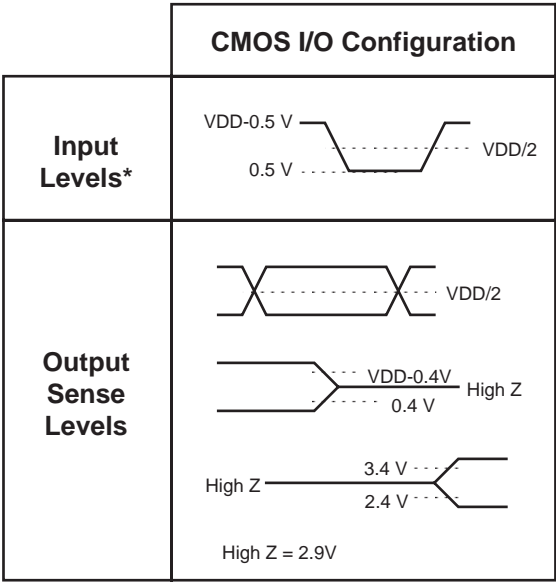 CMOS I/O Configuration
Input
Levels*
VDD-0.5 V
VDD/2
0.5 V
Output
Sense
Levels
VDD/2
VDD-0.4V
High Z
0.4 V
3.4 V
High Z
2.4 V
High Z = 2.9V